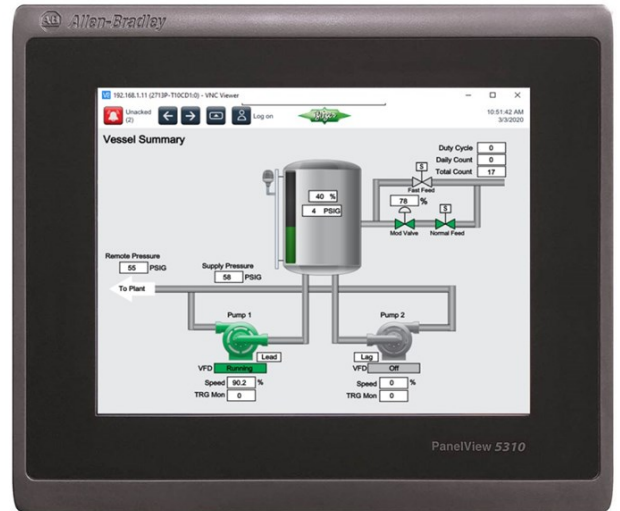 AB Allen-Bradley
192.168.1.11 (2713P-T10CD1:0) - VNC Viewer
Unacked
(2)
Log on
10:51:42 AM
3/3/2020
Vessel Summary
Duty Cycle 0
Daily Count 0
Total Count 17
S
Fast Feed
40 %
4 PSIG
78 %
S
Mod Valve
Normal Feed
Remote Pressure
55 PSIG
Supply Pressure
58 PSIG
To Plant
Pump 1
Pump 2
Lead
Lag
VFD Running
VFD Off
Speed 90.2 %
Speed 0 %
TRG Mon 0
TRG Mon 0
PanelView 5310